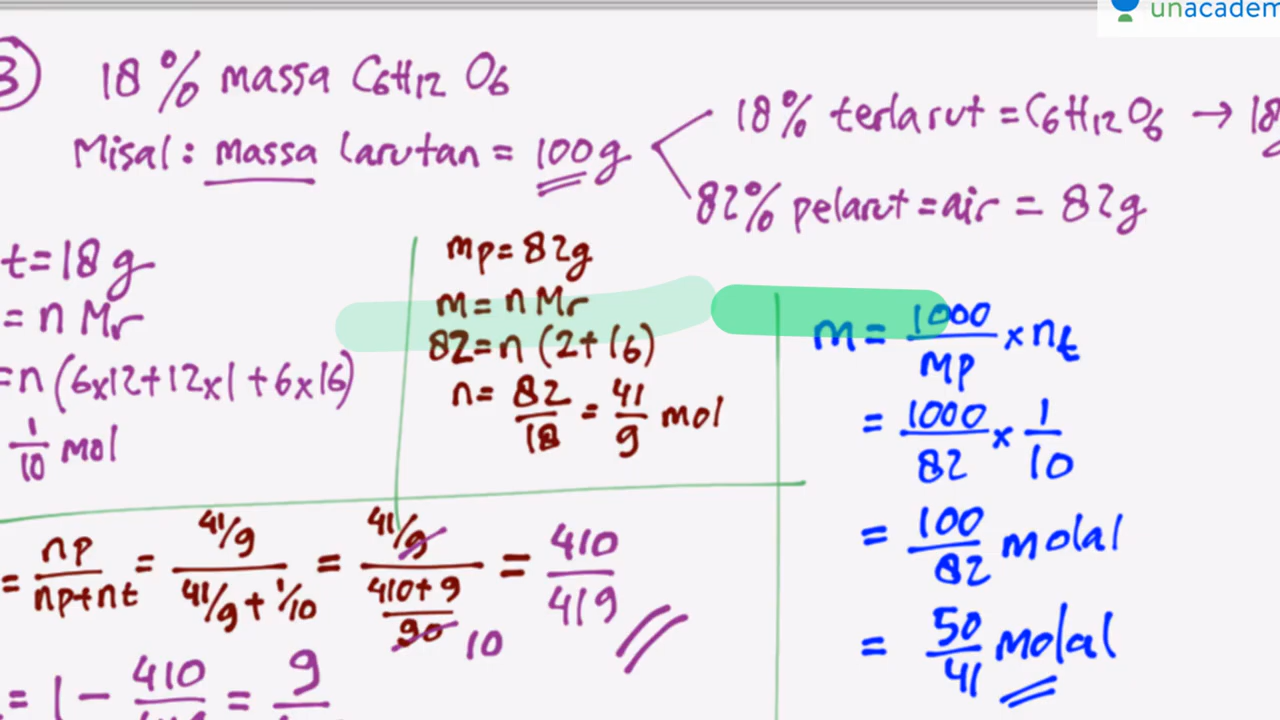 unacadem
3 18 % massa C6H12O6
Misal: massa larutan = 100g
18% terlarut = C6H12O6 → 18
82% pelarut = air = 82g
t = 18 g
= n Mr
= n (6x12+12x1+6x16)
1/10 mol
mp = 82g
m = n Mr
82 = n (2+16)
n = 82/18 = 41/9 mol
m = 1000/mp x nt
= 1000/82 x 1/10
= 100/82 molal
= 50/41 molal
= np/np+nt = 41/9 / 41/9 + 1/10 = 41/9 / 410+9/90 10 = 410/419
= 1 - 410/419 = 9